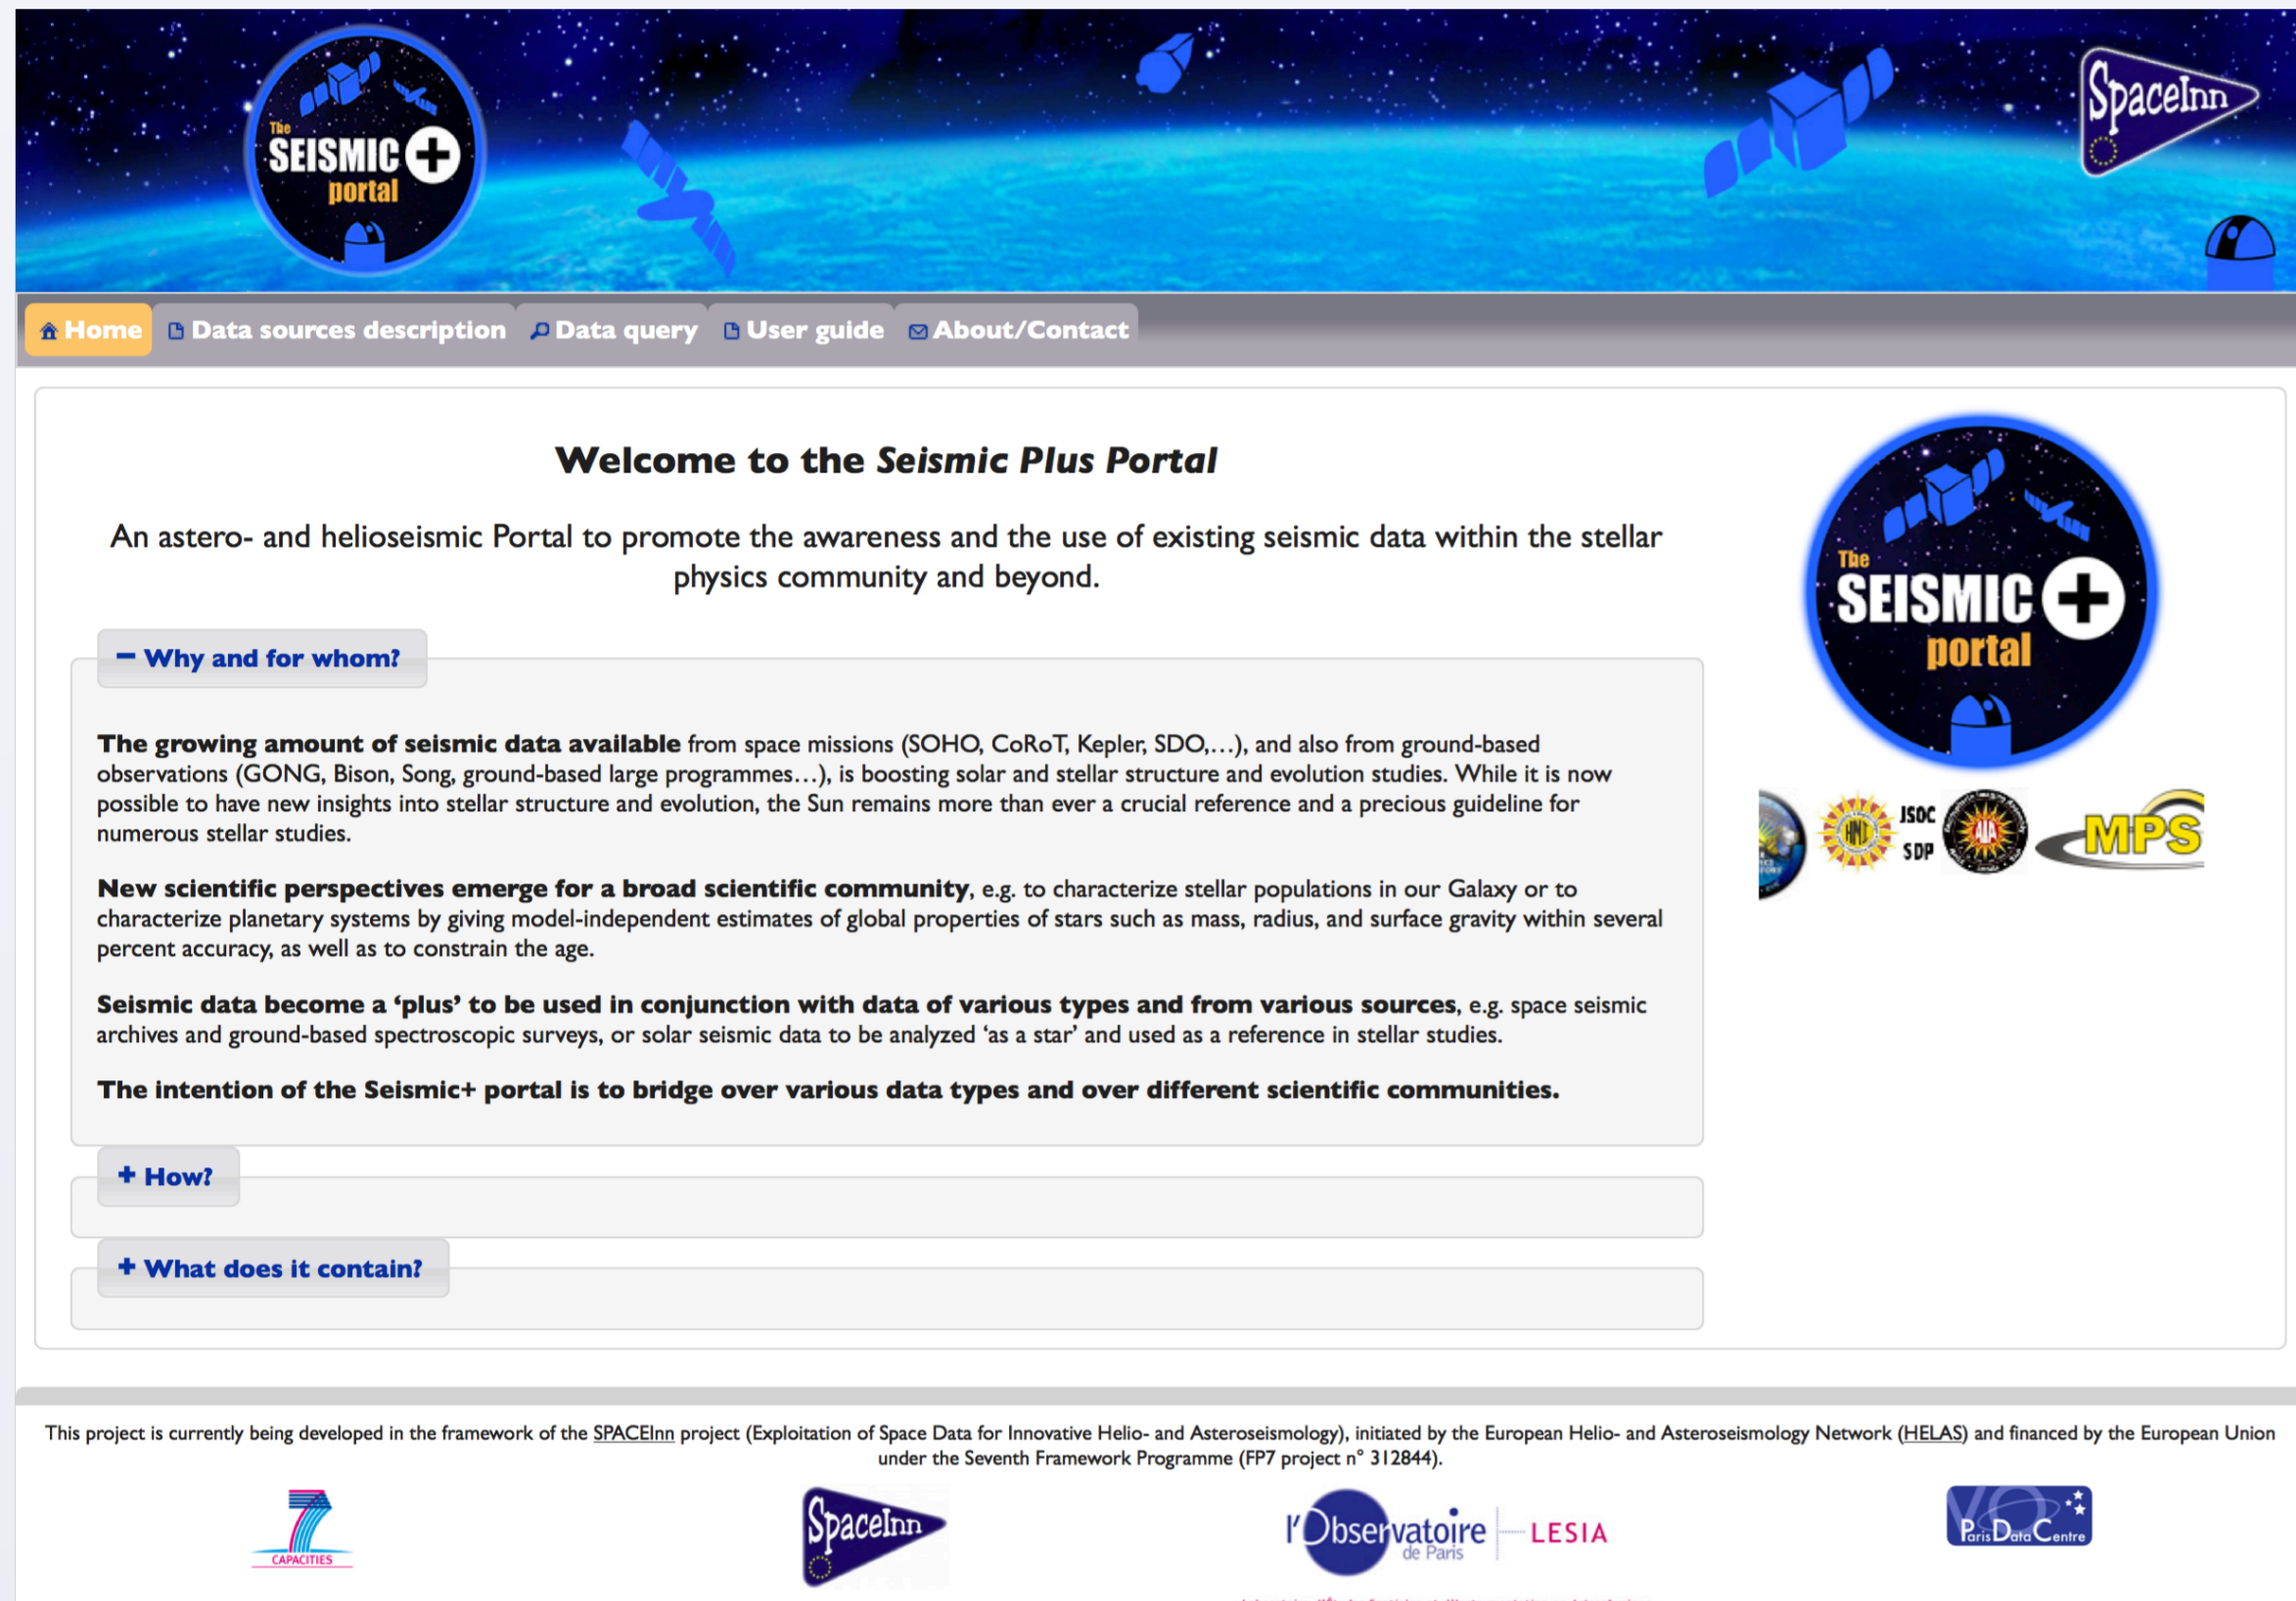 The
SEISMIC +
portal
SpaceInn
Home Data sources description Data query User guide About/Contact
Welcome to the Seismic Plus Portal
An astero- and helioseismic Portal to promote the awareness and the use of existing seismic data within the stellar
physics community and beyond.
− Why and for whom?
The growing amount of seismic data available from space missions (SOHO, CoRoT, Kepler, SDO,...), and also from ground-based
observations (GONG, Bison, Song, ground-based large programmes...), is boosting solar and stellar structure and evolution studies. While it is now
possible to have new insights into stellar structure and evolution, the Sun remains more than ever a crucial reference and a precious guideline for
numerous stellar studies.
New scientific perspectives emerge for a broad scientific community, e.g. to characterize stellar populations in our Galaxy or to
characterize planetary systems by giving model-independent estimates of global properties of stars such as mass, radius, and surface gravity within several
percent accuracy, as well as to constrain the age.
Seismic data become a ‘plus’ to be used in conjunction with data of various types and from various sources, e.g. space seismic
archives and ground-based spectroscopic surveys, or solar seismic data to be analyzed ‘as a star’ and used as a reference in stellar studies.
The intention of the Seismic+ portal is to bridge over various data types and over different scientific communities.
+ How?
+ What does it contain?
The
SEISMIC +
portal
HMI
JSOC
SDP
AIA
MPS
This project is currently being developed in the framework of the SPACEInn project (Exploitation of Space Data for Innovative Helio- and Asteroseismology), initiated by the European Helio- and Asteroseismology Network (HELAS) and financed by the European Union
under the Seventh Framework Programme (FP7 project n° 312844).
7
CAPACITIES
SpaceInn
l'Observatoire
de Paris
LESIA
VO
Paris Data Centre